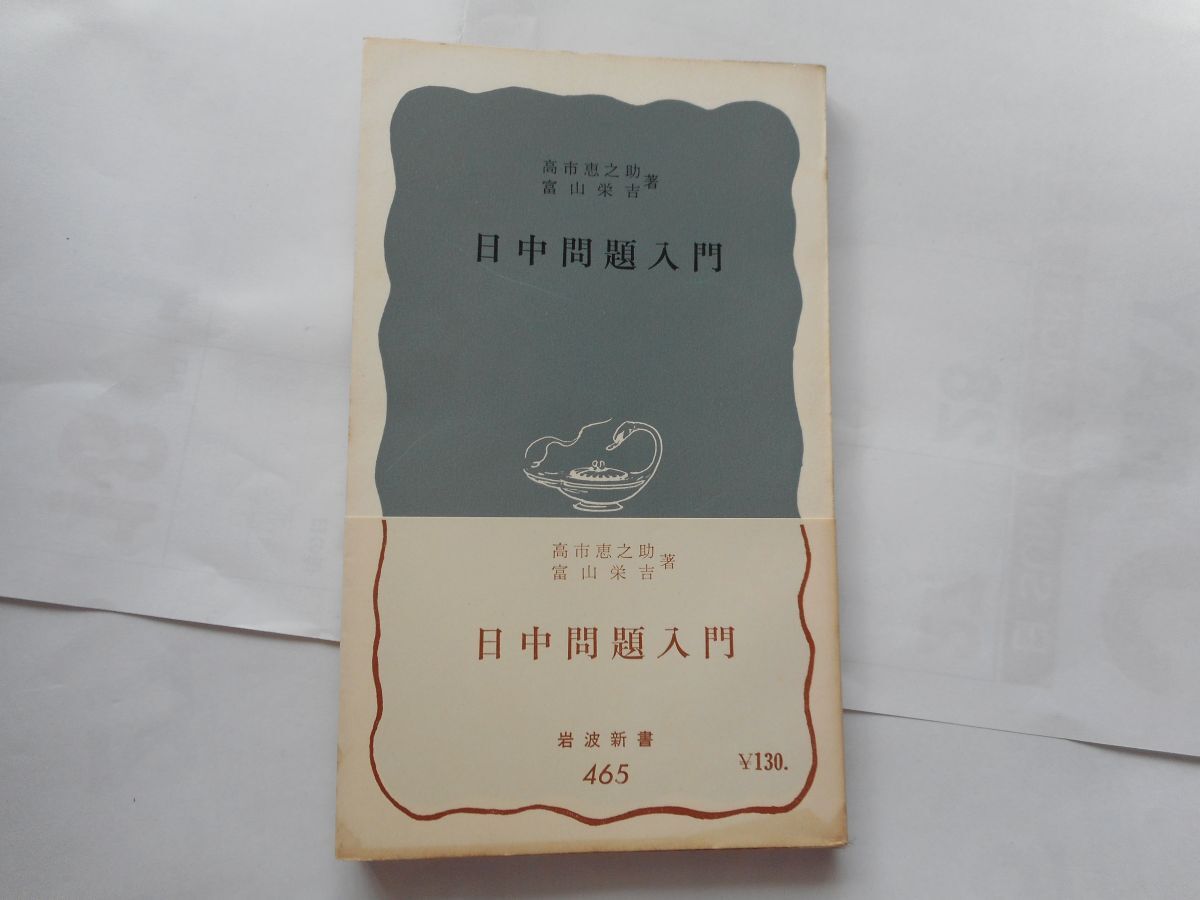 高市恵之助
富山栄吉 著
日中問題入門
高市恵之助
富山栄吉 著
日中問題入門
岩波新書
465
¥130.